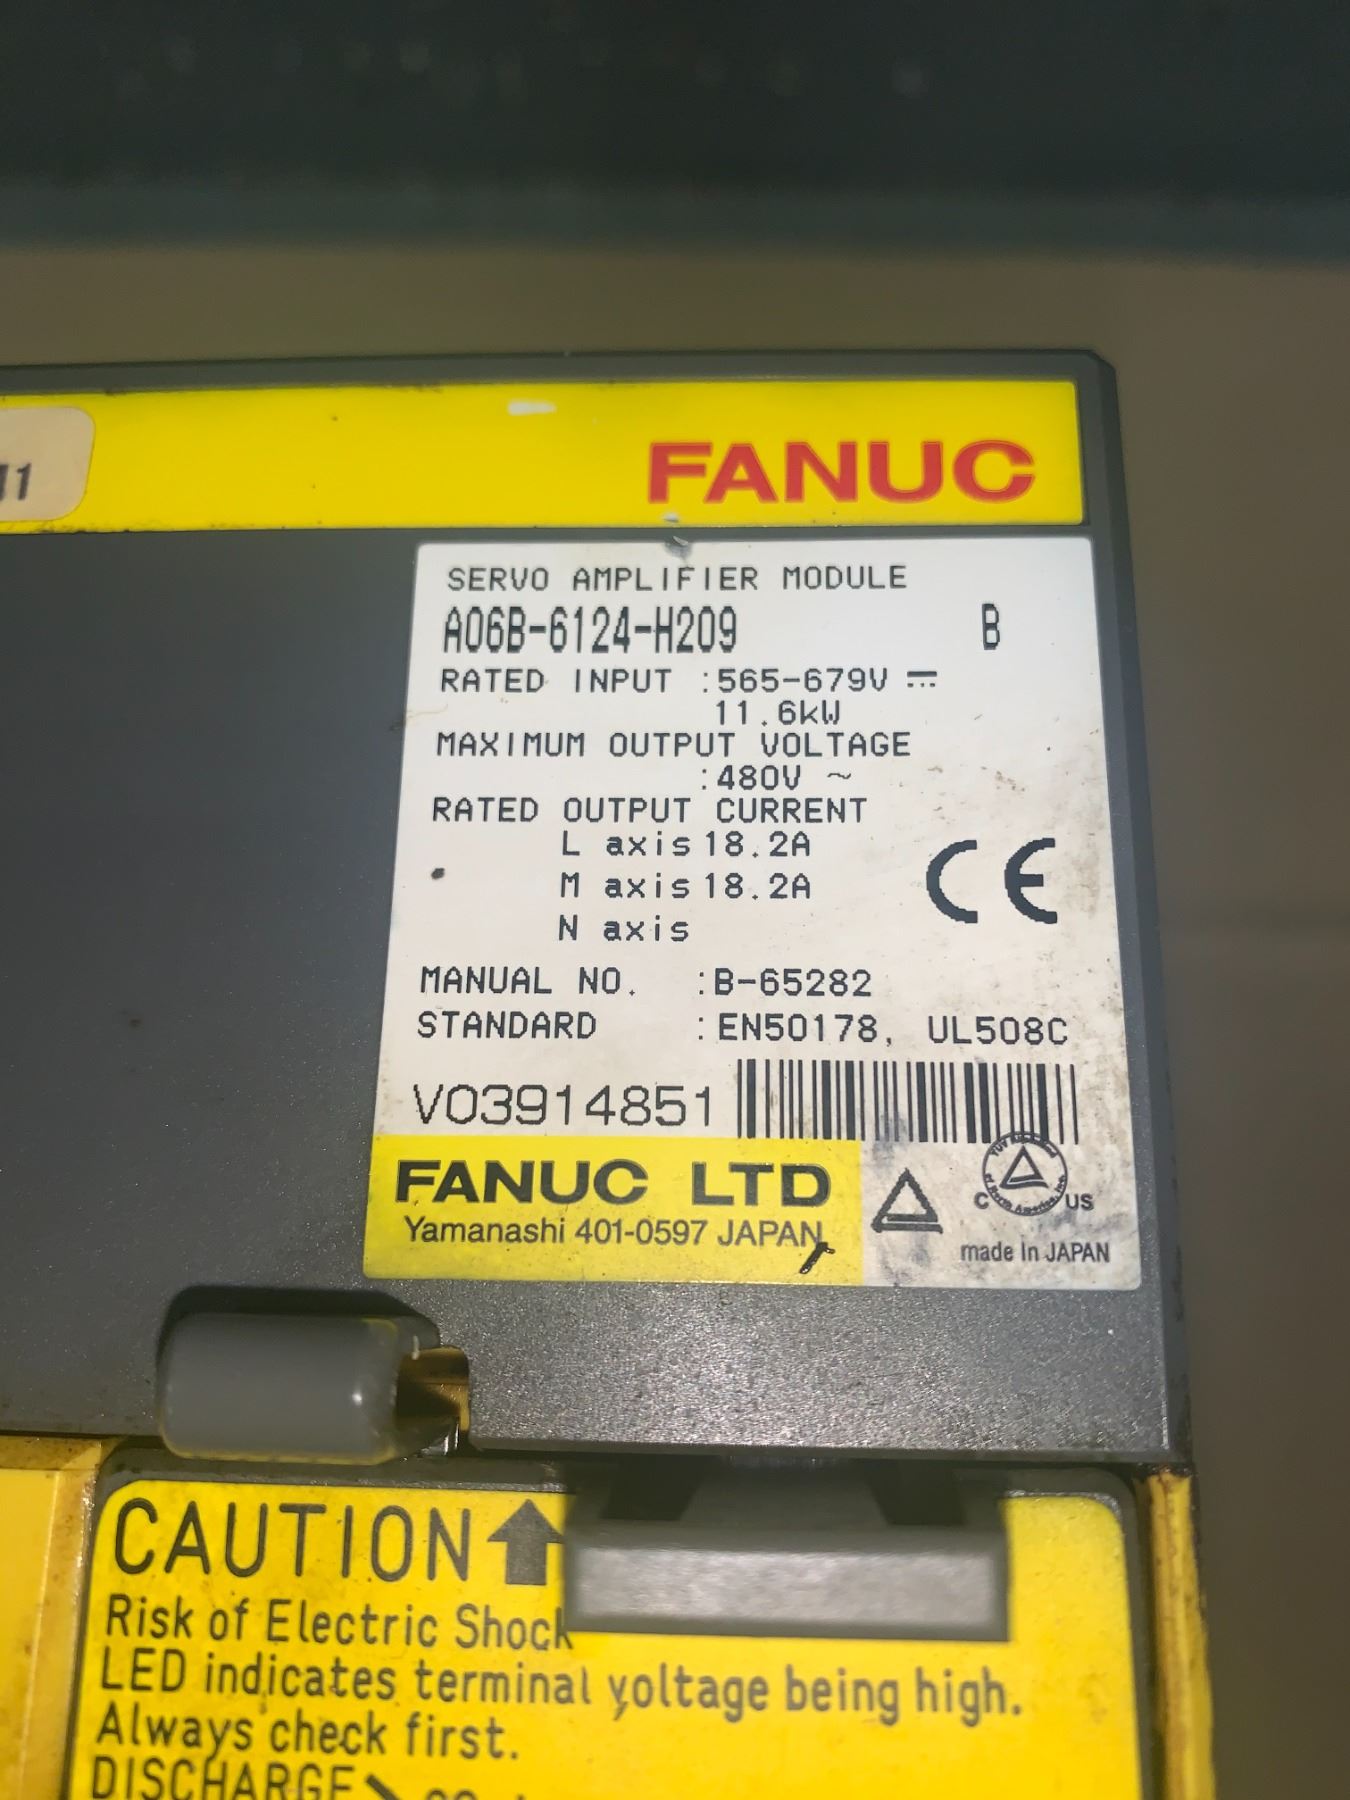 11
FANUC
SERVO AMPLIFIER MODULE
A06B-6124-H209 B
RATED INPUT :565-679V ⎓
11.6kW
MAXIMUM OUTPUT VOLTAGE
:480V ~
RATED OUTPUT CURRENT
L axis 18.2A
M axis 18.2A
N axis
CE
MANUAL NO. :B-65282
STANDARD :EN50178, UL508C
V03914851
FANUC LTD
Yamanashi 401-0597 JAPAN
C US
made in JAPAN
CAUTION
Risk of Electric Shock
LED indicates terminal voltage being high.
Always check first.
DISCHARGE